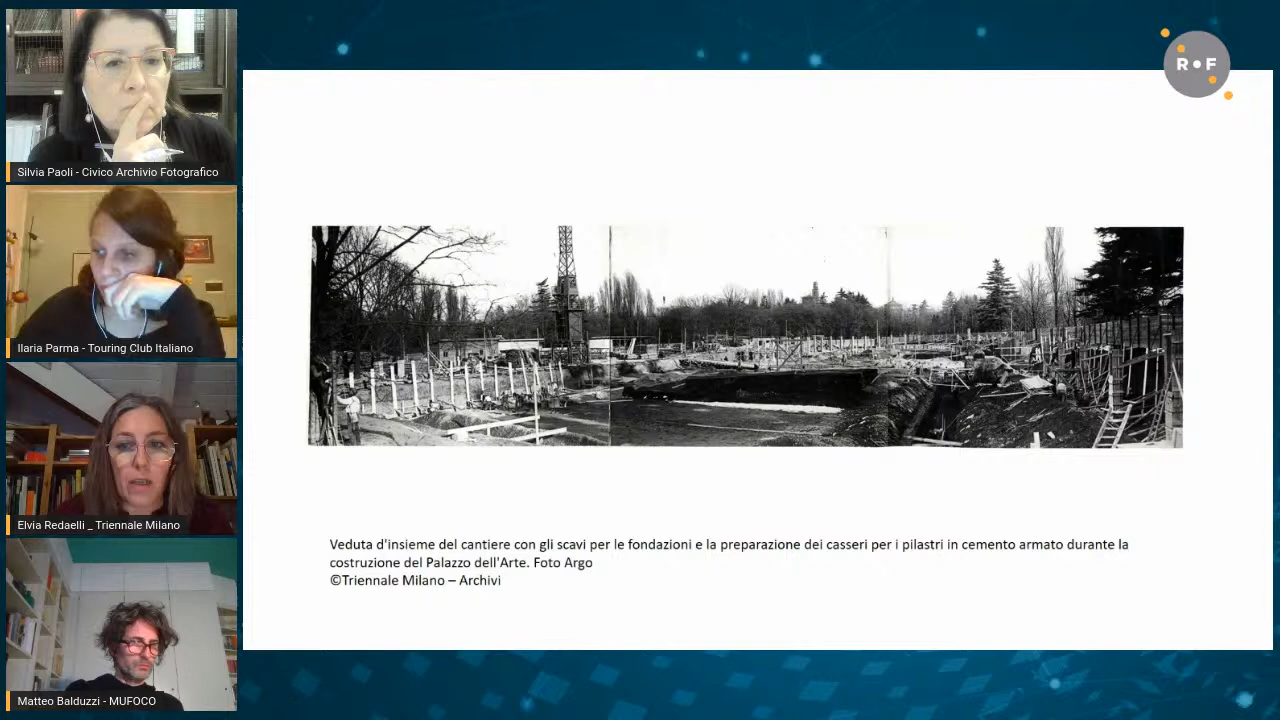 R•F
Silvia Paoli - Civico Archivio Fotografico
Ilaria Parma - Touring Club Italiano
Elvia Redaelli _ Triennale Milano
Matteo Balduzzi - MUFOCO
Veduta d'insieme del cantiere con gli scavi per le fondazioni e la preparazione dei casseri per i pilastri in cemento armato durante la
costruzione del Palazzo dell'Arte. Foto Argo
©Triennale Milano – Archivi